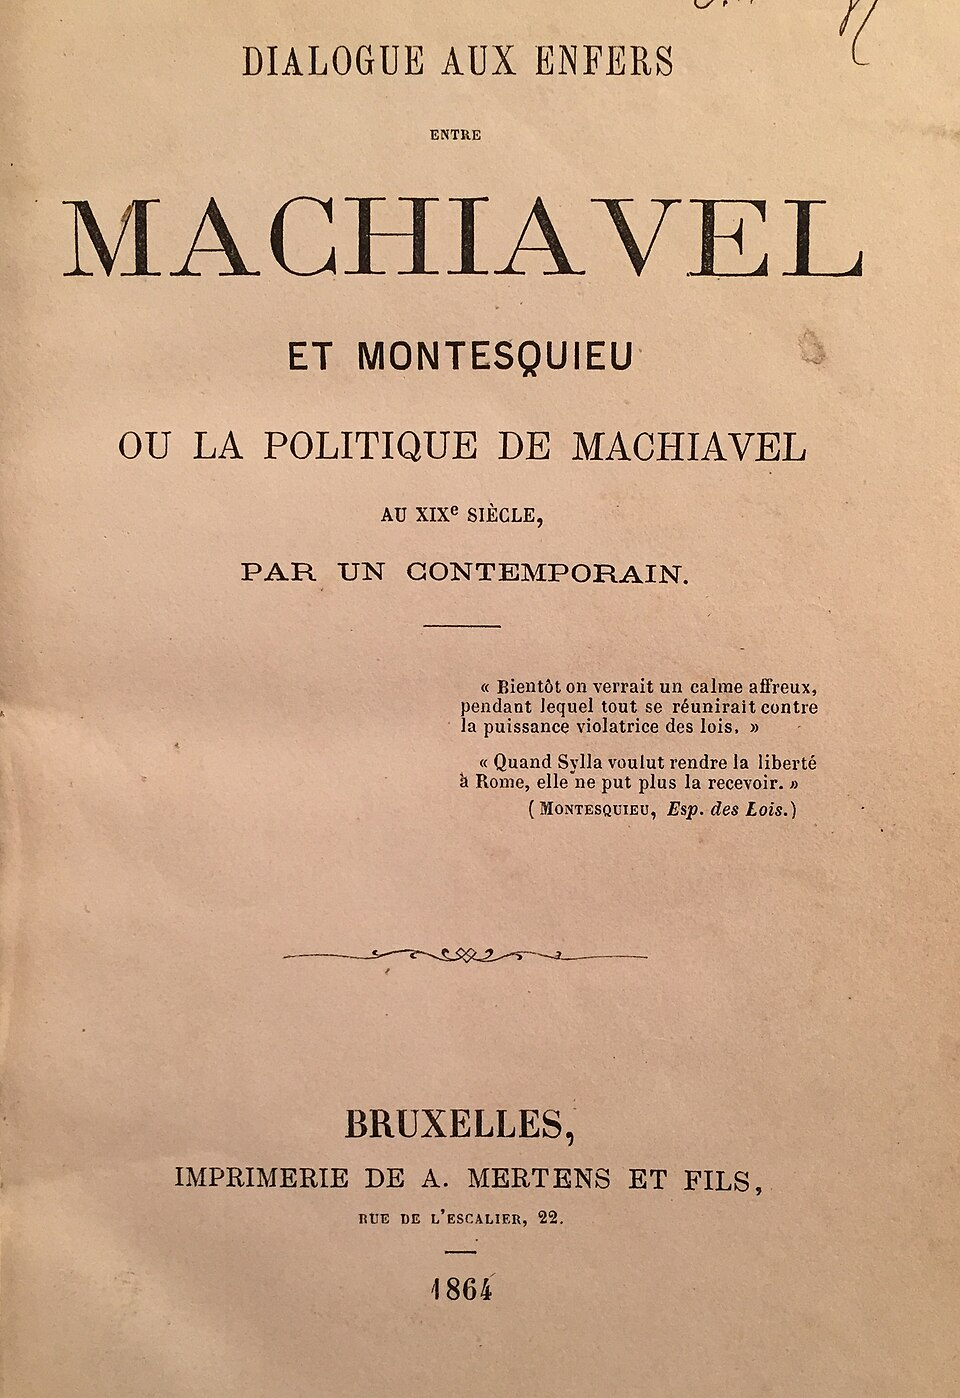 DIALOGUE AUX ENFERS
ENTRE
MACHIAVEL
ET MONTESQUIEU
OU LA POLITIQUE DE MACHIAVEL
AU XIXe SIÈCLE,
PAR UN CONTEMPORAIN.
« Bientôt on verrait un calme affreux,
pendant lequel tout se réunirait contre
la puissance violatrice des lois. »
« Quand Sylla voulut rendre la liberté
à Rome, elle ne put plus la recevoir. »
(MONTESQUIEU, Esp. des Lois.)
BRUXELLES,
IMPRIMERIE DE A. MERTENS ET FILS,
RUE DE L'ESCALIER, 22.
1864